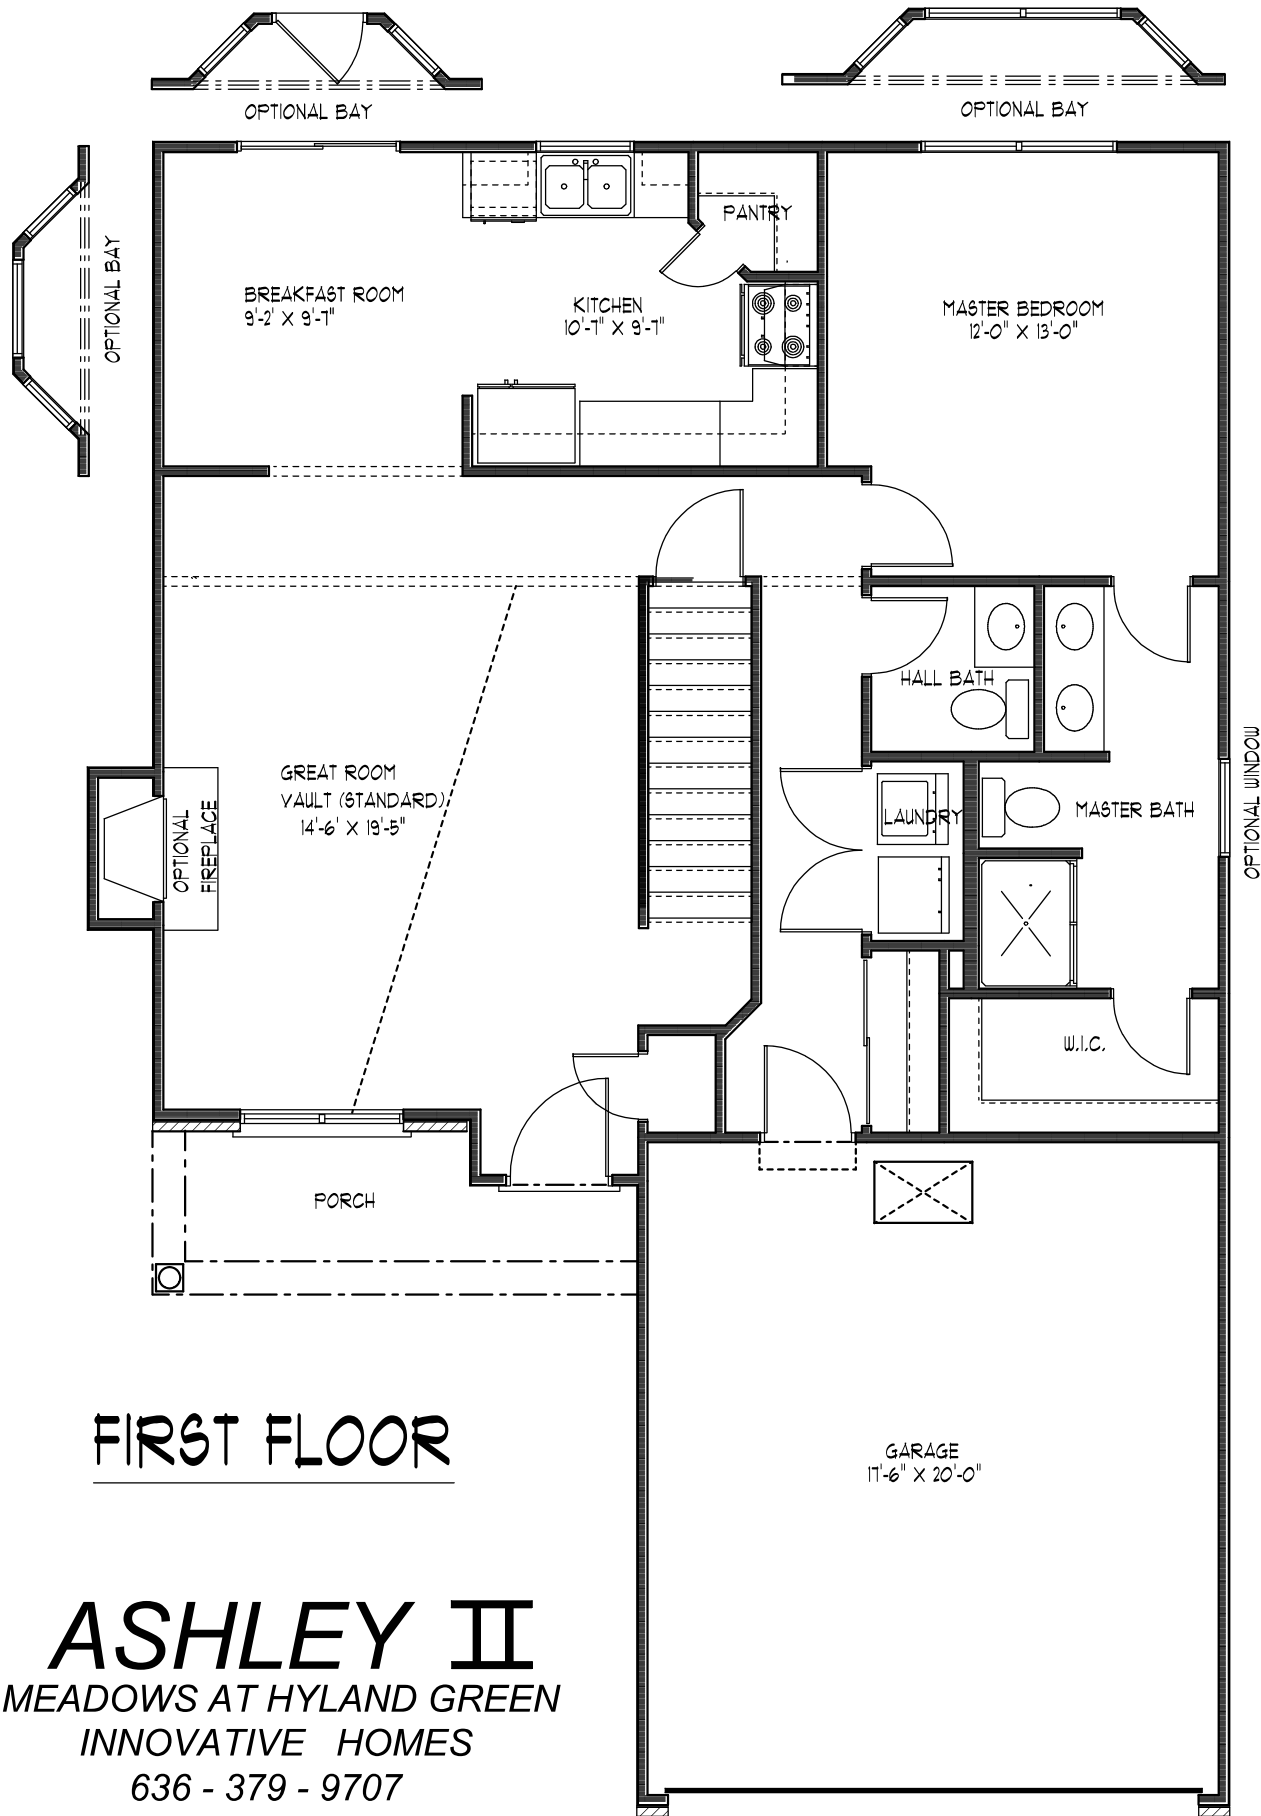 OPTIONAL BAY
OPTIONAL BAY
OPTIONAL BAY
PANTRY
BREAKFAST ROOM
9'-2' X 9'-7"
KITCHEN
10'-7" X 9'-7"
MASTER BEDROOM
12'-0" X 13'-0"
HALL BATH
GREAT ROOM
VAULT (STANDARD)
14'-6' X 19'-5"
OPTIONAL
FIREPLACE
LAUNDRY
MASTER BATH
OPTIONAL WINDOW
W.I.C.
PORCH
GARAGE
17'-6" X 20'-0"
FIRST FLOOR
ASHLEY II
MEADOWS AT HYLAND GREEN
INNOVATIVE HOMES
636 - 379 - 9707